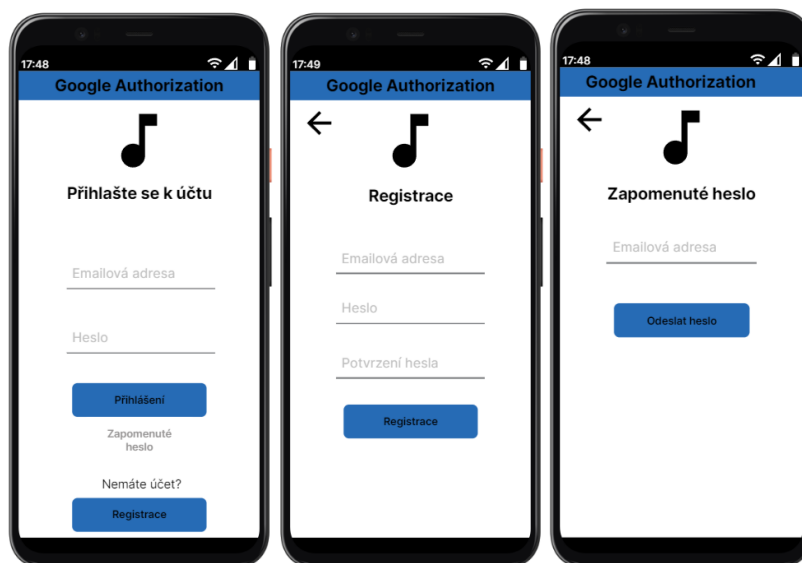 17:48
Google Authorization
Přihlašte se k účtu
Emailová adresa
Heslo
Přihlášení
Zapomenuté
heslo
Nemáte účet?
Registrace
17:49
Google Authorization
Registrace
Emailová adresa
Heslo
Potvrzení hesla
Registrace
17:48
Google Authorization
Zapomenuté heslo
Emailová adresa
Odeslat heslo